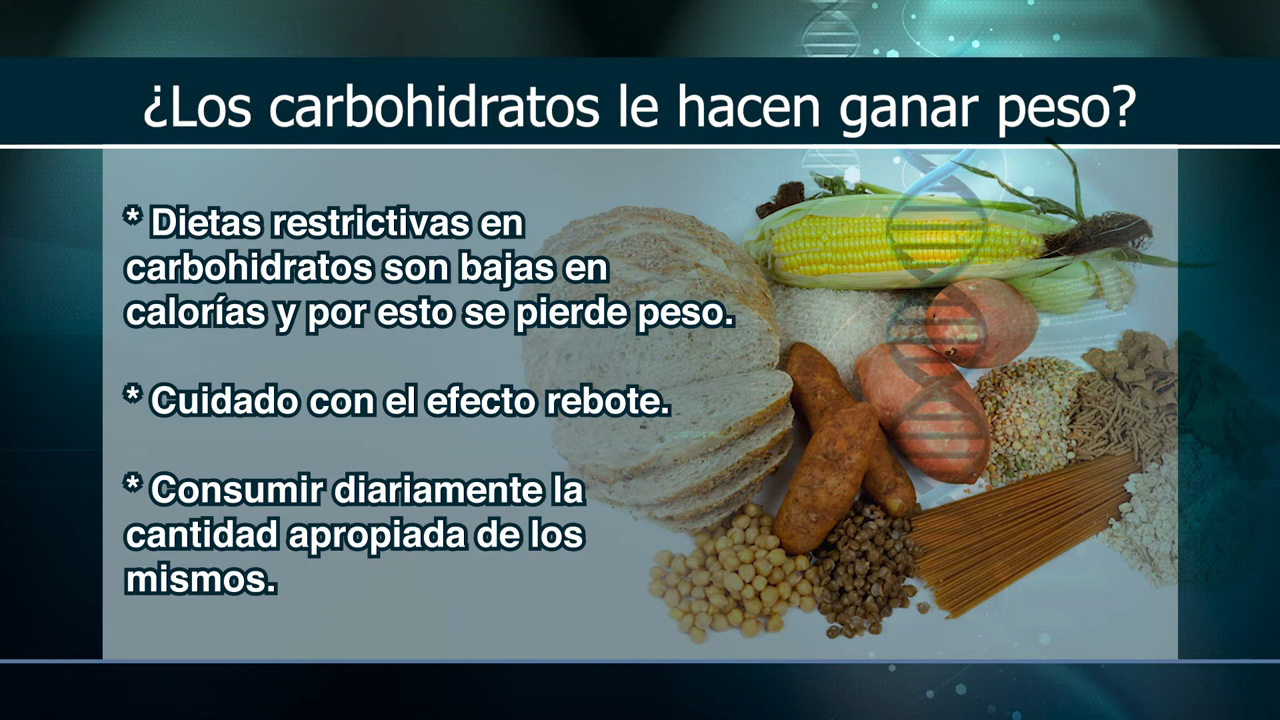 ¿Los carbohidratos le hacen ganar peso?
* Dietas restrictivas en
carbohidratos son bajas en
calorías y por esto se pierde peso.
* Cuidado con el efecto rebote.
* Consumir diariamente la
cantidad apropiada de los
mismos.